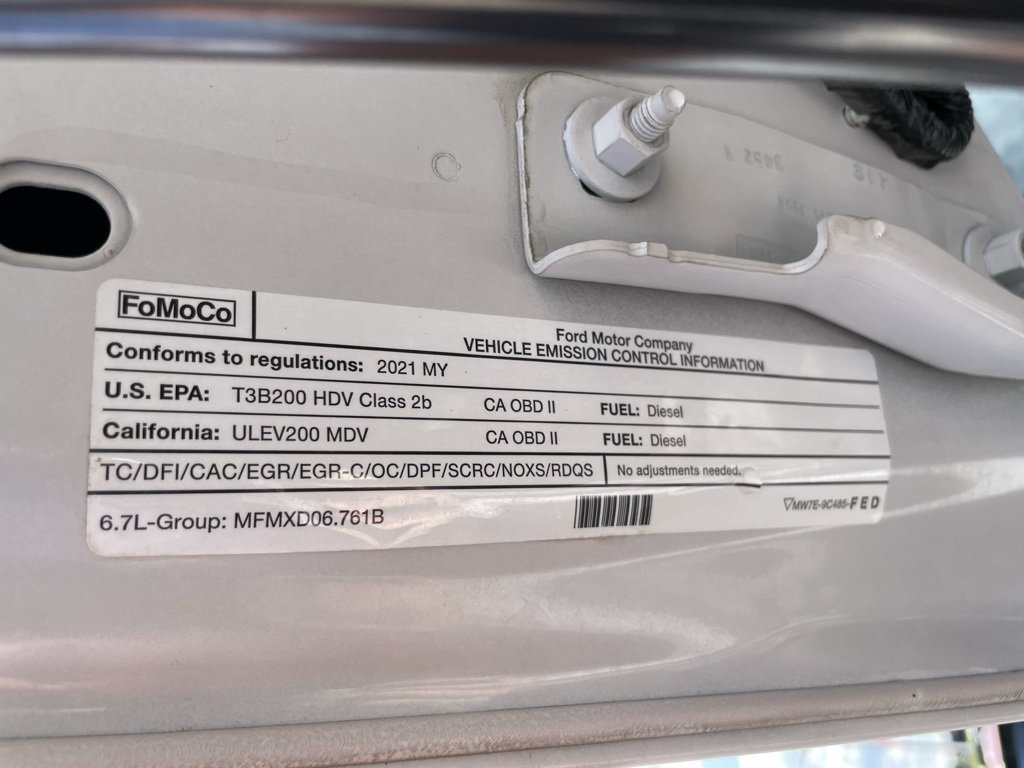 FoMoCo
Ford Motor Company
VEHICLE EMISSION CONTROL INFORMATION
Conforms to regulations: 2021 MY
U.S. EPA: T3B200 HDV Class 2b CA OBD II FUEL: Diesel
California: ULEV200 MDV CA OBD II FUEL: Diesel
TC/DFI/CAC/EGR/EGR-C/OC/DPF/SCRC/NOXS/RDQS No adjustments needed.
6.7L-Group: MFMXD06.761B MW7E-9C485-FED